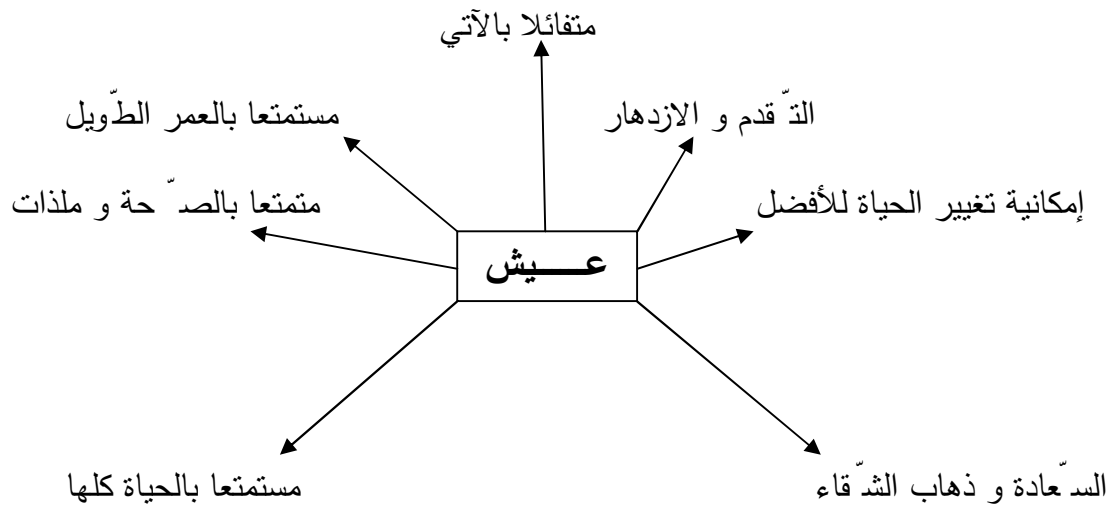 متفائلا بالآتي
التّقدم و الازدهار
مستمتعا بالعمر الطّويل
إمكانية تغيير الحياة للأفضل
متمتعا بالصّحة و ملذات
عـــيش
السّعادة و ذهاب الشّقاء
مستمتعا بالحياة كلها